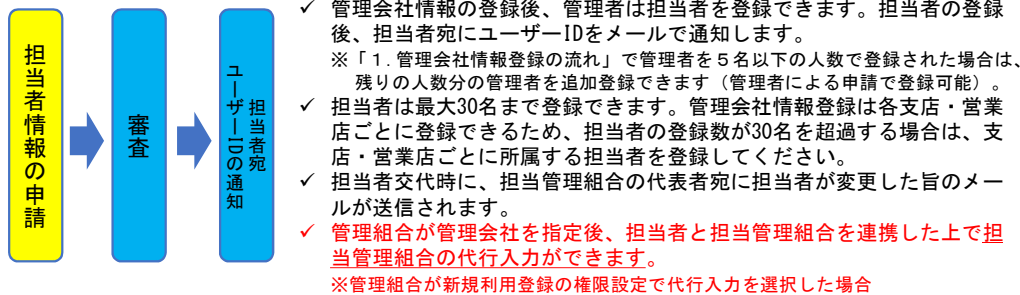 担当者情報の申請
審査
担当者宛
ユーザーIDの通知
✓ 管理会社情報の登録後、管理者は担当者を登録できます。担当者の登録
後、担当者宛にユーザーIDをメールで通知します。
※「１.管理会社情報登録の流れ」で管理者を５名以下の人数で登録された場合は、
残りの人数分の管理者を追加登録できます（管理者による申請で登録可能）。
✓ 担当者は最大30名まで登録できます。管理会社情報登録は各支店・営業
店ごとに登録できるため、担当者の登録数が30名を超過する場合は、支
店・営業店ごとに所属する担当者を登録してください。
✓ 担当者交代時に、担当管理組合の代表者宛に担当者が変更した旨のメー
ルが送信されます。
✓ 管理組合が管理会社を指定後、担当者と担当管理組合を連携した上で担
当管理組合の代行入力ができます。
※管理組合が新規利用登録の権限設定で代行入力を選択した場合